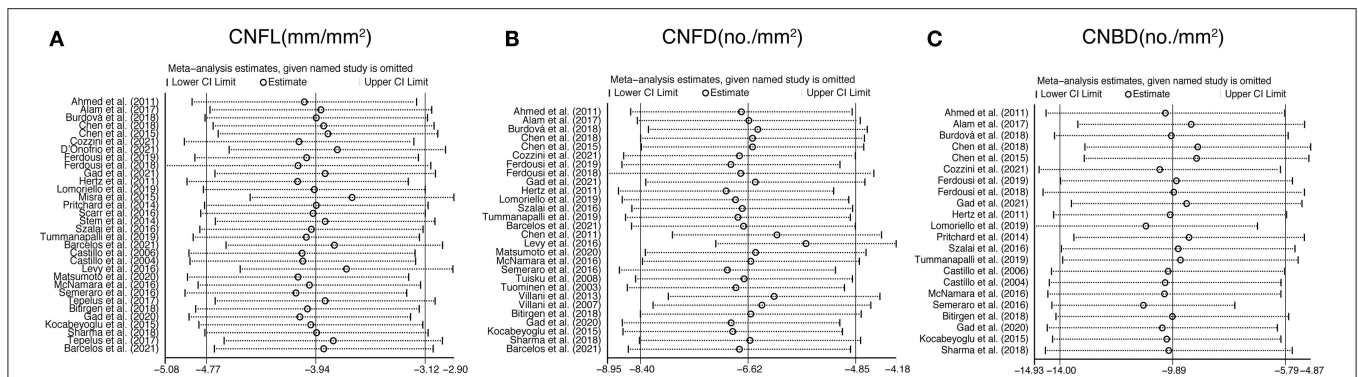 A
CNFL(mm/mm²)
Meta-analysis estimates, given named study is omitted
Lower CI Limit Estimate Upper CI Limit
Ahmed et al. (2011)
Alam et al. (2017)
Burdová et al. (2018)
Chen et al. (2018)
Chen et al. (2015)
Cozzini et al. (2021)
D'Onofrio et al. (2021)
Ferdousi et al. (2019)
Ferdousi et al. (2018)
Gad et al. (2021)
Hertz et al. (2011)
Lomoriello et al. (2019)
Misra et al. (2015)
Pritchard et al. (2014)
Scarr et al. (2016)
Stem et al. (2014)
Szalai et al. (2016)
Tummanapalli et al. (2019)
Barcelos et al. (2021)
Castillo et al. (2006)
Castillo et al. (2004)
Levy et al. (2016)
Matsumoto et al. (2020)
McNamara et al. (2016)
Semeraro et al. (2016)
Tepelus et al. (2017)
Bitirgen et al. (2018)
Gad et al. (2020)
Kocabeyoglu et al. (2015)
Sharma et al. (2018)
Tepelus et al. (2017)
Barcelos et al. (2021)
−5.08 −4.77 −3.94 −3.12 −2.90
B
CNFD(no./mm²)
Meta-analysis estimates, given named study is omitted
Lower CI Limit Estimate Upper CI Limit
Ahmed et al. (2011)
Alam et al. (2017)
Burdová et al. (2018)
Chen et al. (2018)
Chen et al. (2015)
Cozzini et al. (2021)
Ferdousi et al. (2019)
Ferdousi et al. (2018)
Gad et al. (2021)
Hertz et al. (2011)
Lomoriello et al. (2019)
Szalai et al. (2016)
Tummanapalli et al. (2019)
Barcelos et al. (2021)
Chen et al. (2011)
Levy et al. (2016)
Matsumoto et al. (2020)
McNamara et al. (2016)
Semeraro et al. (2016)
Tuisku et al. (2008)
Tuominen et al. (2003)
Villani et al. (2013)
Villani et al. (2007)
Bitirgen et al. (2018)
Gad et al. (2020)
Kocabeyoglu et al. (2015)
Sharma et al. (2018)
Barcelos et al. (2021)
−8.95 −8.40 −6.62 −4.85 −4.18
C
CNBD(no./mm²)
Meta-analysis estimates, given named study is omitted
Lower CI Limit Estimate Upper CI Limit
Ahmed et al. (2011)
Alam et al. (2017)
Burdová et al. (2018)
Chen et al. (2018)
Chen et al. (2015)
Cozzini et al. (2021)
Ferdousi et al. (2019)
Ferdousi et al. (2018)
Gad et al. (2021)
Hertz et al. (2011)
Lomoriello et al. (2019)
Pritchard et al. (2014)
Szalai et al. (2016)
Tummanapalli et al. (2019)
Castillo et al. (2006)
Castillo et al. (2004)
McNamara et al. (2016)
Semeraro et al. (2016)
Bitirgen et al. (2018)
Gad et al. (2020)
Kocabeyoglu et al. (2015)
Sharma et al. (2018)
−14.93 −14.00 −9.89 −5.79 −4.87